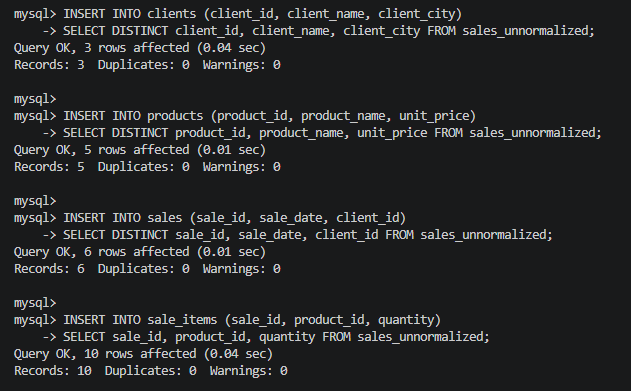 mysql> INSERT INTO clients (client_id, client_name, client_city)
    -> SELECT DISTINCT client_id, client_name, client_city FROM sales_unnormalized;
Query OK, 3 rows affected (0.04 sec)
Records: 3  Duplicates: 0  Warnings: 0

mysql>
mysql> INSERT INTO products (product_id, product_name, unit_price)
    -> SELECT DISTINCT product_id, product_name, unit_price FROM sales_unnormalized;
Query OK, 5 rows affected (0.01 sec)
Records: 5  Duplicates: 0  Warnings: 0

mysql>
mysql> INSERT INTO sales (sale_id, sale_date, client_id)
    -> SELECT DISTINCT sale_id, sale_date, client_id FROM sales_unnormalized;
Query OK, 6 rows affected (0.01 sec)
Records: 6  Duplicates: 0  Warnings: 0

mysql>
mysql> INSERT INTO sale_items (sale_id, product_id, quantity)
    -> SELECT sale_id, product_id, quantity FROM sales_unnormalized;
Query OK, 10 rows affected (0.04 sec)
Records: 10  Duplicates: 0  Warnings: 0